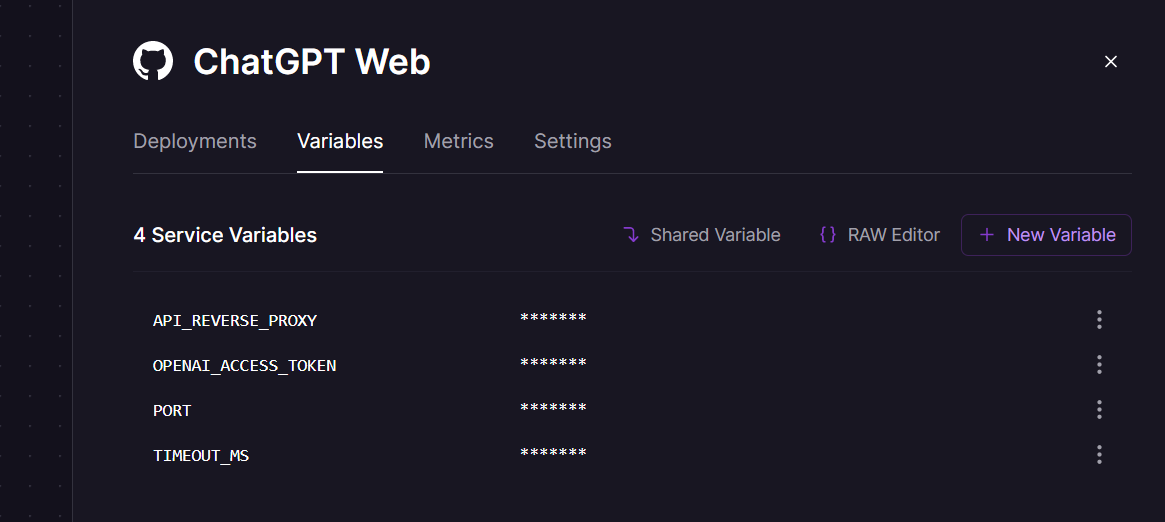 ChatGPT Web
Deployments Variables Metrics Settings
4 Service Variables Shared Variable {} RAW Editor + New Variable
API_REVERSE_PROXY *******
OPENAI_ACCESS_TOKEN *******
PORT *******
TIMEOUT_MS *******